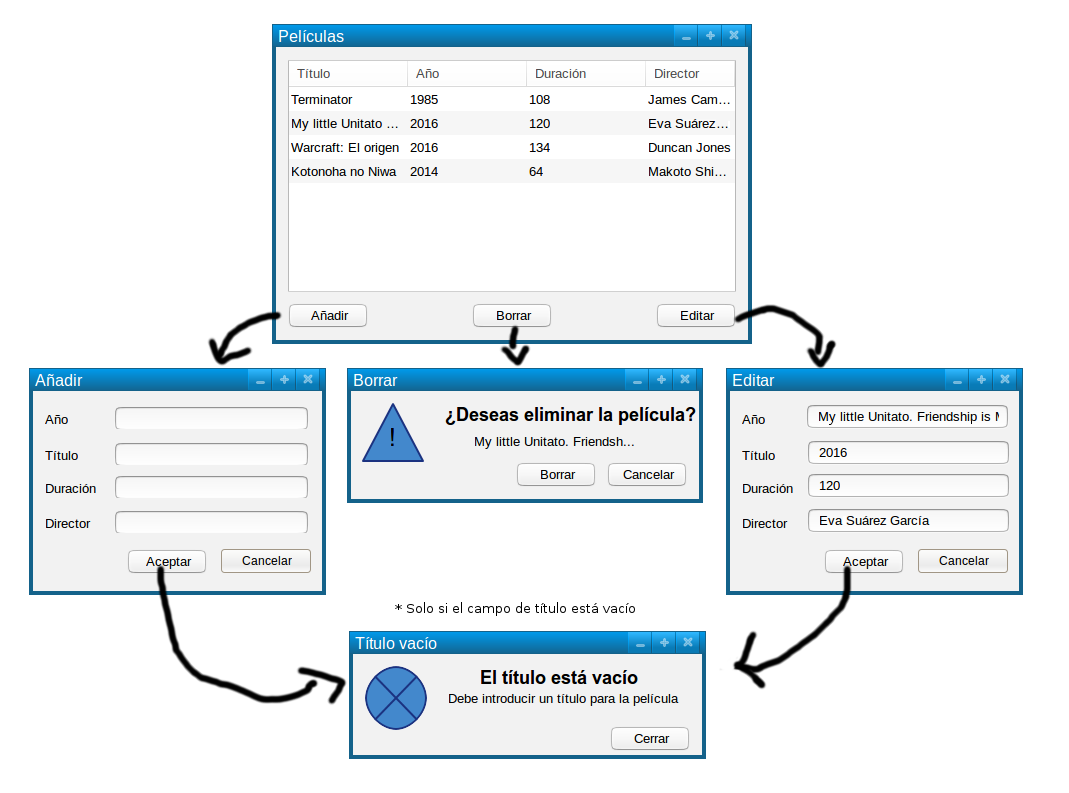 Películas
Título Año Duración Director
Terminator 1985 108 James Cam...
My little Unitato ... 2016 120 Eva Suárez...
Warcraft: El origen 2016 134 Duncan Jones
Kotonoha no Niwa 2014 64 Makoto Shi...
Añadir Borrar Editar
Añadir
Año
Título
Duración
Director
Aceptar Cancelar
Borrar
!
¿Deseas eliminar la película?
My little Unitato. Friendsh...
Borrar Cancelar
Editar
Año My little Unitato. Friendship is
Título 2016
Duración 120
Director Eva Suárez García
Aceptar Cancelar
* Solo si el campo de título está vacío
Título vacío
El título está vacío
Debe introducir un título para la película
Cerrar